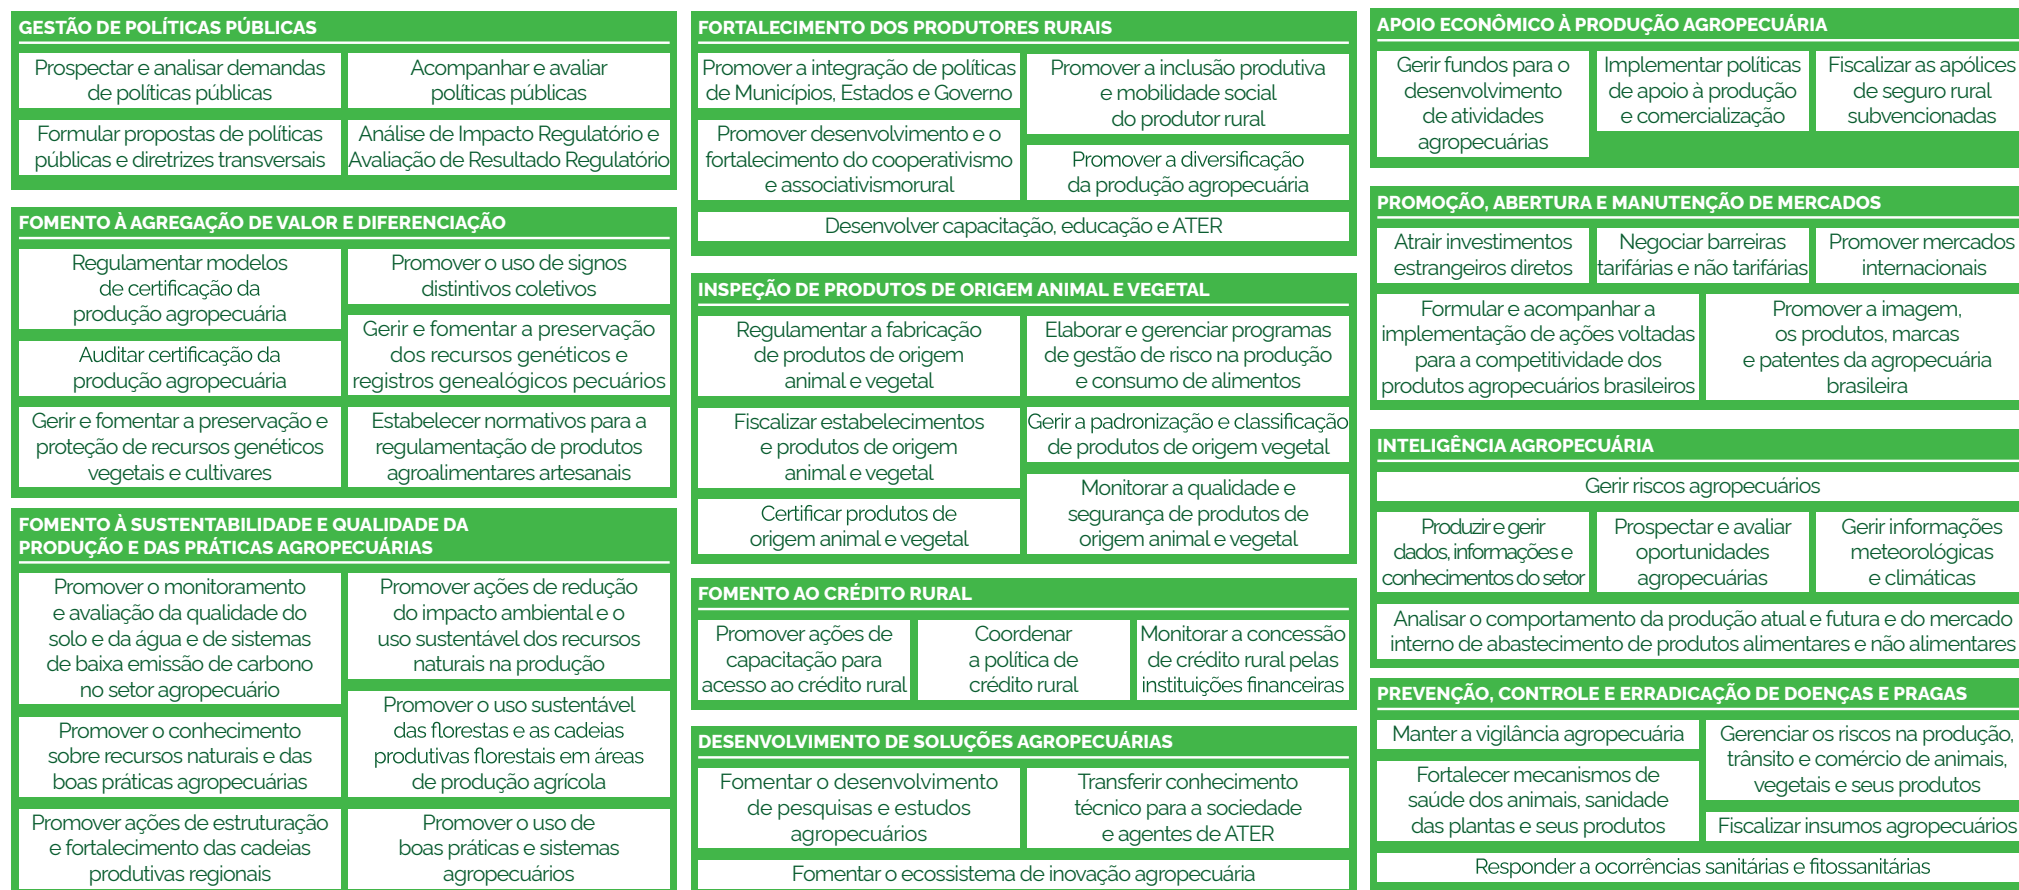 GESTÃO DE POLÍTICAS PÚBLICAS
Prospectar e analisar demandas
de políticas públicas
Acompanhar e avaliar
políticas públicas
Formular propostas de políticas
públicas e diretrizes transversais
Análise de Impacto Regulatório e
Avaliação de Resultado Regulatório
FOMENTO À AGREGAÇÃO DE VALOR E DIFERENCIAÇÃO
Regulamentar modelos
de certificação da
produção agropecuária
Promover o uso de signos
distintivos coletivos
Auditar certificação da
produção agropecuária
Gerir e fomentar a preservação
dos recursos genéticos e
registros genealógicos pecuários
Gerir e fomentar a preservação e
proteção de recursos genéticos
vegetais e cultivares
Estabelecer normativos para a
regulamentação de produtos
agroalimentares artesanais
FOMENTO À SUSTENTABILIDADE E QUALIDADE DA
PRODUÇÃO E DAS PRÁTICAS AGROPECUÁRIAS
Promover o monitoramento
e avaliação da qualidade do
solo e da água e de sistemas
de baixa emissão de carbono
no setor agropecuário
Promover ações de redução
do impacto ambiental e o
uso sustentável dos recursos
naturais na produção
Promover o conhecimento
sobre recursos naturais e das
boas práticas agropecuárias
Promover o uso sustentável
das florestas e as cadeias
produtivas florestais em áreas
de produção agrícola
Promover ações de estruturação
e fortalecimento das cadeias
produtivas regionais
Promover o uso de
boas práticas e sistemas
agropecuários
FORTALECIMENTO DOS PRODUTORES RURAIS
Promover a integração de políticas
de Municípios, Estados e Governo
Promover a inclusão produtiva
e mobilidade social
do produtor rural
Promover desenvolvimento e o
fortalecimento do cooperativismo
e associativismorural
Promover a diversificação
da produção agropecuária
Desenvolver capacitação, educação e ATER
INSPEÇÃO DE PRODUTOS DE ORIGEM ANIMAL E VEGETAL
Regulamentar a fabricação
de produtos de origem
animal e vegetal
Elaborar e gerenciar programas
de gestão de risco na produção
e consumo de alimentos
Fiscalizar estabelecimentos
e produtos de origem
animal e vegetal
Gerir a padronização e classificação
de produtos de origem vegetal
Certificar produtos de
origem animal e vegetal
Monitorar a qualidade e
segurança de produtos de
origem animal e vegetal
FOMENTO AO CRÉDITO RURAL
Promover ações de
capacitação para
acesso ao crédito rural
Coordenar
a política de
crédito rural
Monitorar a concessão
de crédito rural pelas
instituições financeiras
DESENVOLVIMENTO DE SOLUÇÕES AGROPECUÁRIAS
Fomentar o desenvolvimento
de pesquisas e estudos
agropecuários
Transferir conhecimento
técnico para a sociedade
e agentes de ATER
Fomentar o ecossistema de inovação agropecuária
APOIO ECONÔMICO À PRODUÇÃO AGROPECUÁRIA
Gerir fundos para o
desenvolvimento
de atividades
agropecuárias
Implementar políticas
de apoio à produção
e comercialização
Fiscalizar as apólices
de seguro rural
subvencionadas
PROMOÇÃO, ABERTURA E MANUTENÇÃO DE MERCADOS
Atrair investimentos
estrangeiros diretos
Negociar barreiras
tarifárias e não tarifárias
Promover mercados
internacionais
Formular e acompanhar a
implementação de ações voltadas
para a competitividade dos
produtos agropecuários brasileiros
Promover a imagem,
os produtos, marcas
e patentes da agropecuária
brasileira
INTELIGÊNCIA AGROPECUÁRIA
Gerir riscos agropecuários
Produzir e gerir
dados, informações e
conhecimentos do setor
Prospectar e avaliar
oportunidades
agropecuárias
Gerir informações
meteorológicas
e climáticas
Analisar o comportamento da produção atual e futura e do mercado
interno de abastecimento de produtos alimentares e não alimentares
PREVENÇÃO, CONTROLE E ERRADICAÇÃO DE DOENÇAS E PRAGAS
Manter a vigilância agropecuária
Gerenciar os riscos na produção,
trânsito e comércio de animais,
vegetais e seus produtos
Fortalecer mecanismos de
saúde dos animais, sanidade
das plantas e seus produtos
Fiscalizar insumos agropecuários
Responder a ocorrências sanitárias e fitossanitárias